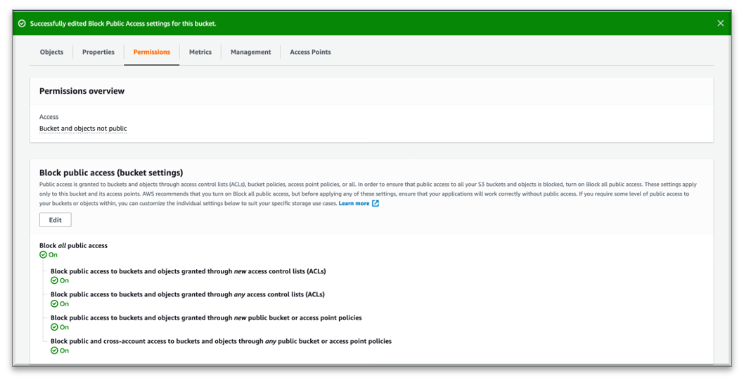 Successfully edited Block Public Access settings for this bucket.
Objects Properties Permissions Metrics Management Access Points
Permissions overview
Access
Bucket and objects not public
Block public access (bucket settings)
Public access is granted to buckets and objects through access control lists (ACLs), bucket policies, access point policies, or all. In order to ensure that public access to all your S3 buckets and objects is blocked, turn on Block all public access. These settings apply
only to this bucket and its access points. AWS recommends that you turn on Block all public access, but before applying any of these settings, ensure that your applications will work correctly without public access. If you require some level of public access to
your buckets or objects within, you can customize the individual settings below to suit your specific storage use cases. Learn more
Edit
Block all public access
On
Block public access to buckets and objects granted through new access control lists (ACLs)
On
Block public access to buckets and objects granted through any access control lists (ACLs)
On
Block public access to buckets and objects granted through new public bucket or access point policies
On
Block public and cross-account access to buckets and objects through any public bucket or access point policies
On